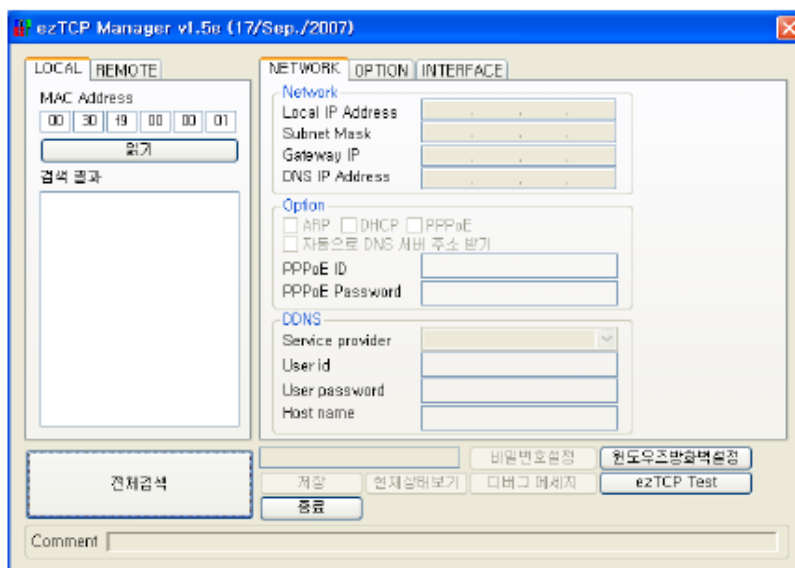 ezTCP Manager v1.5e (17/Sep./2007)
LOCAL REMOTE
MAC Address
00 30 f9 00 00 01
읽기
검색 결과
전체검색
NETWORK OPTION INTERFACE
Network
Local IP Address
Subnet Mask
Gateway IP
DNS IP Address
Option
ARP DHCP PPPoE
자동으로 DNS 서버 주소 받기
PPPoE ID
PPPoE Password
DDNS
Service provider
User id
User password
Host name
비밀번호설정 윈도우즈방화벽설정
저장 현재상태보기 디버그 메세지 ezTCP Test
종료
Comment